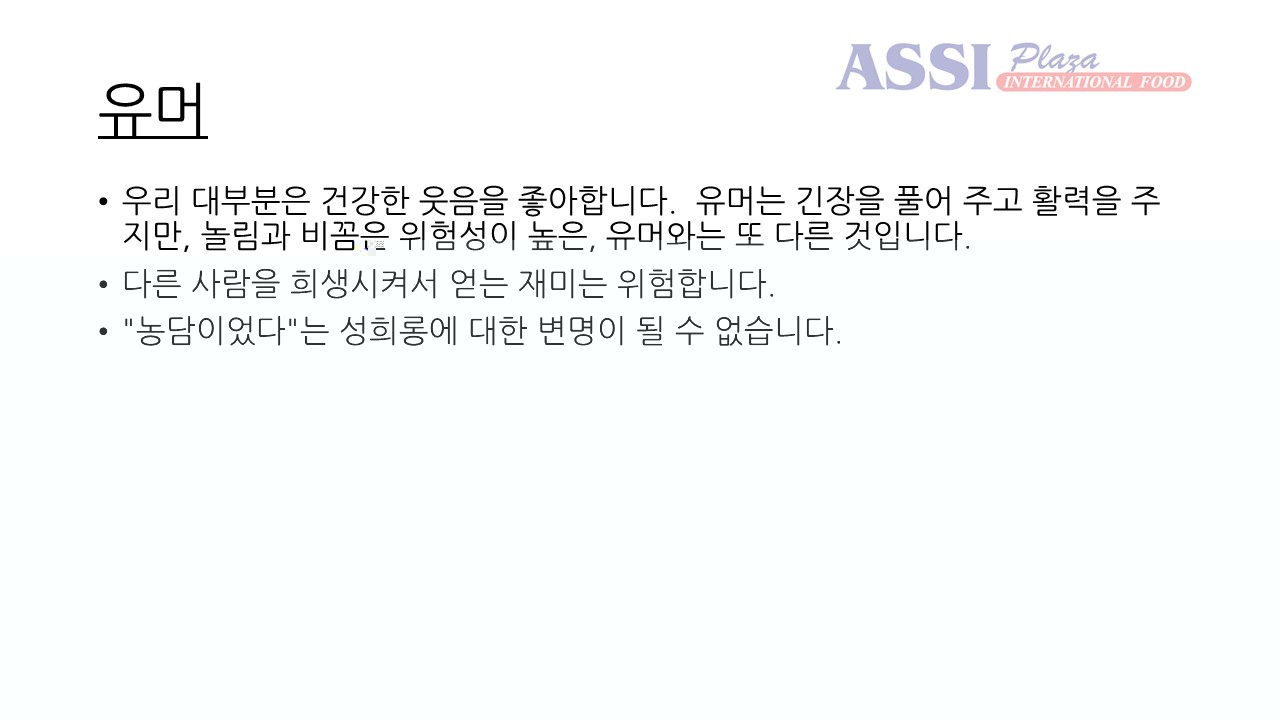 ASSI Plaza
INTERNATIONAL FOOD
유머
• 우리 대부분은 건강한 웃음을 좋아합니다.  유머는 긴장을 풀어 주고 활력을 주
지만, 놀림과 비꼼은 위험성이 높은, 유머와는 또 다른 것입니다.
• 다른 사람을 희생시켜서 얻는 재미는 위험합니다.
• "농담이었다"는 성희롱에 대한 변명이 될 수 없습니다.